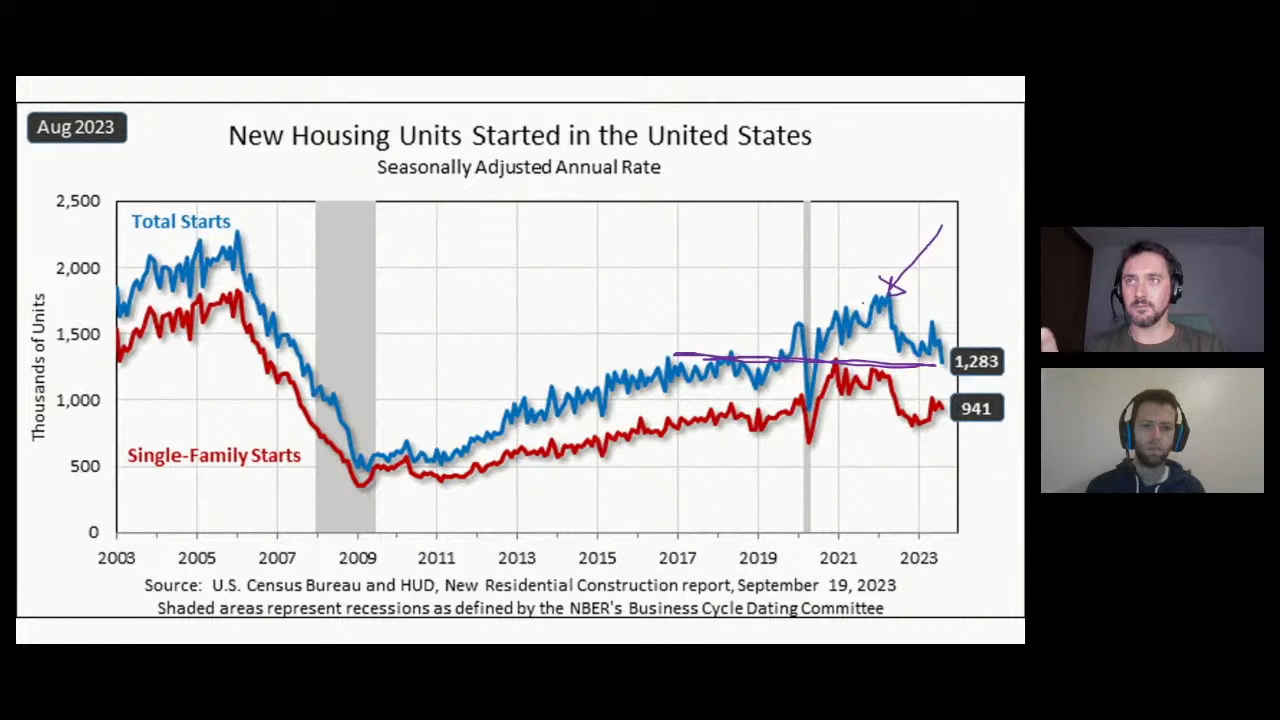 Aug 2023
New Housing Units Started in the United States
Seasonally Adjusted Annual Rate
2,500
Total Starts
2,000
1,500
Thousands of Units
1,283
1,000
941
Single-Family Starts
500
0
2003 2005 2007 2009 2011 2013 2015 2017 2019 2021 2023
Source: U.S. Census Bureau and HUD, New Residential Construction report, September 19, 2023
Shaded areas represent recessions as defined by the NBER's Business Cycle Dating Committee